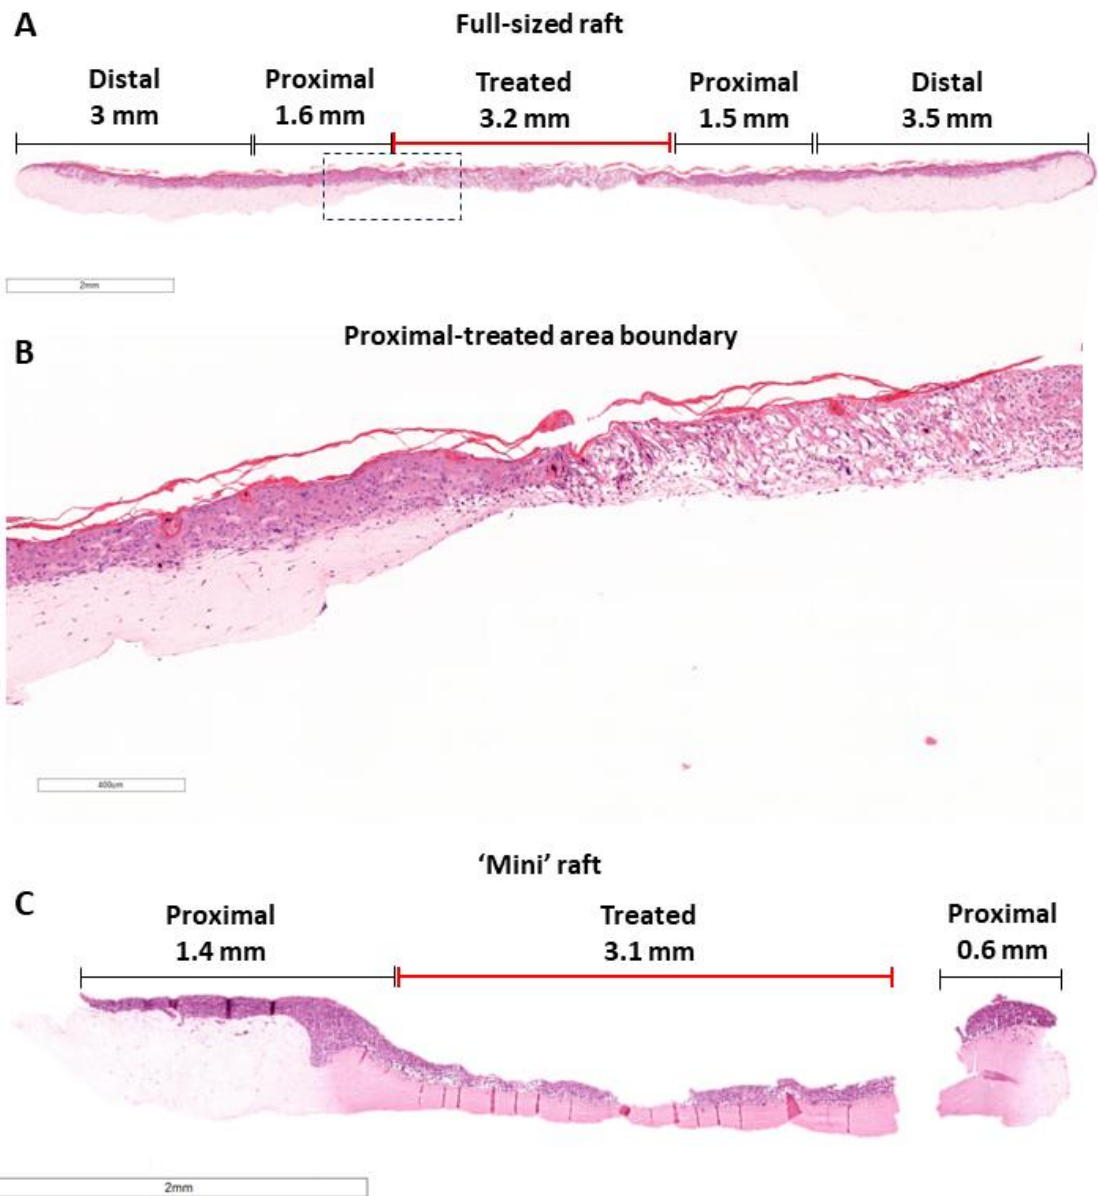 A
Full-sized raft
Distal
3 mm
Proximal
1.6 mm
Treated
3.2 mm
Proximal
1.5 mm
Distal
3.5 mm
2mm
B
Proximal-treated area boundary
400um
‘Mini’ raft
C
Proximal
1.4 mm
Treated
3.1 mm
Proximal
0.6 mm
2mm